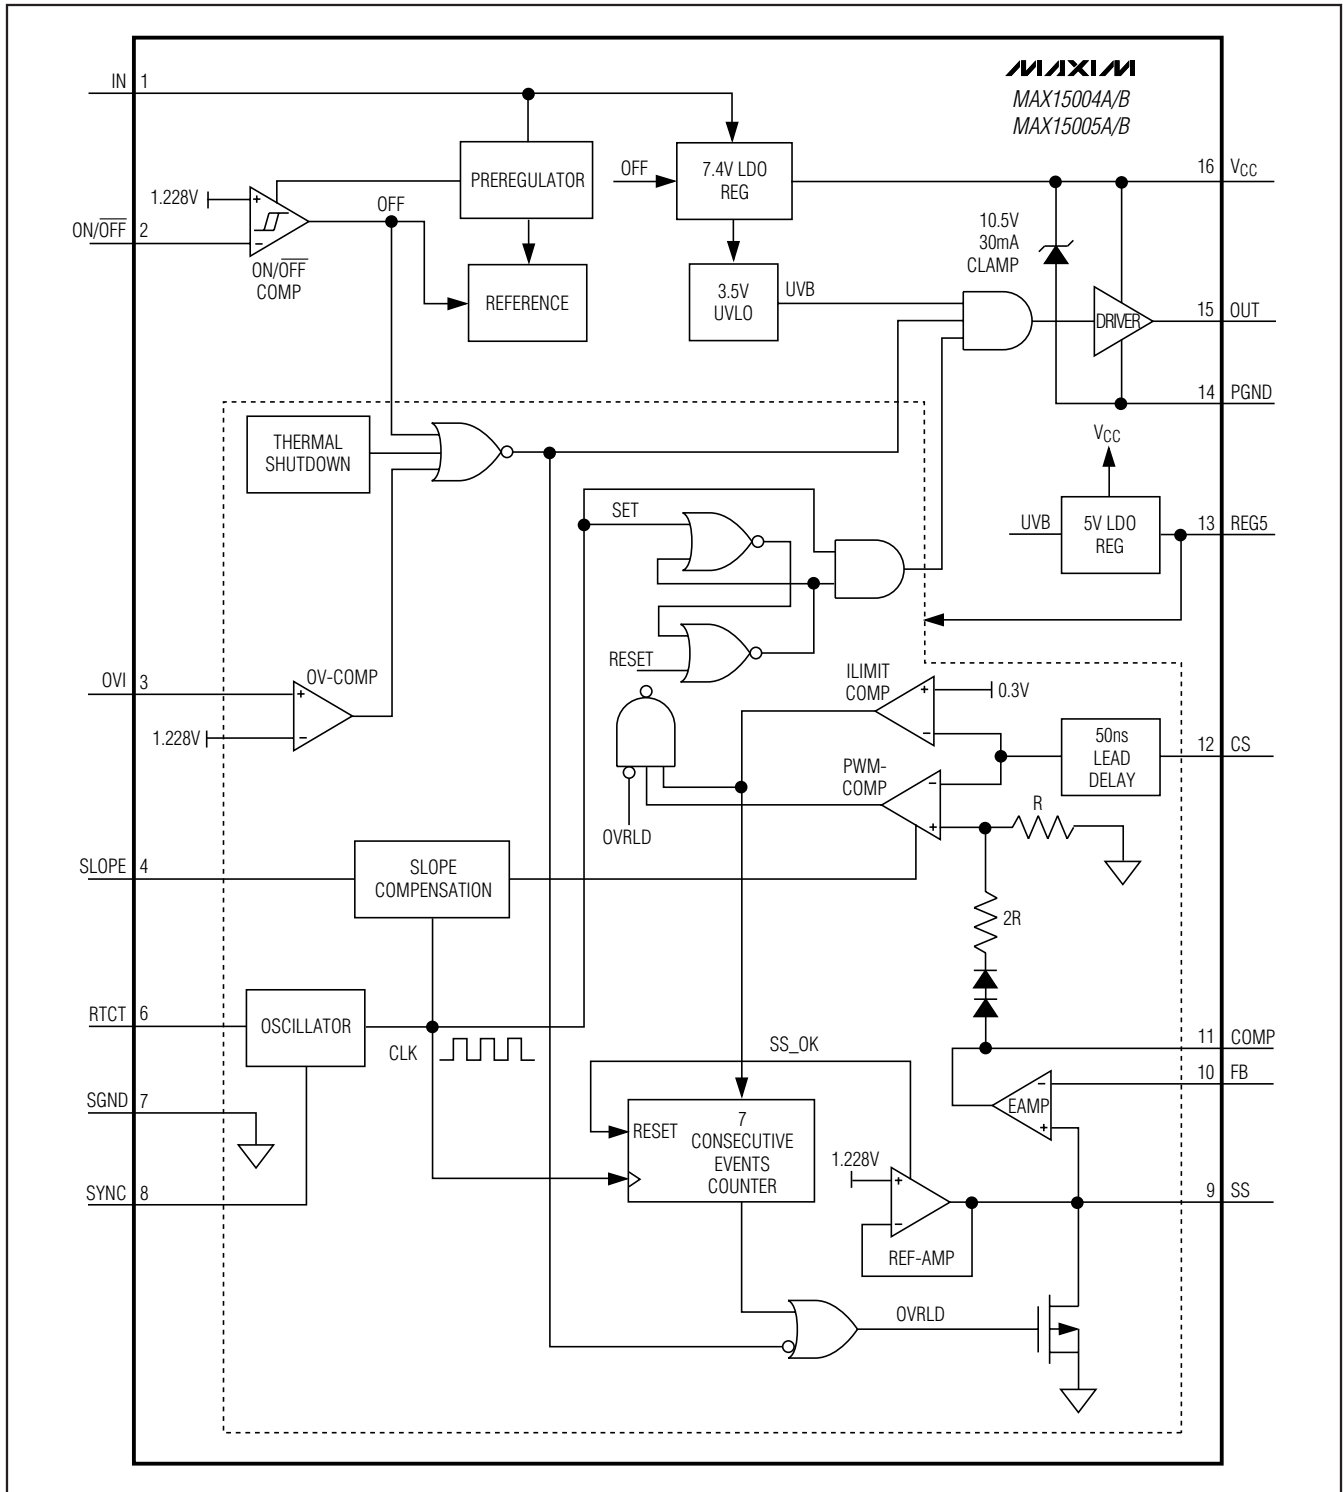 MAXIM
MAX15004A/B
MAX15005A/B
IN 1
PREREGULATOR
OFF
7.4V LDO
REG
16 VCC
1.228V
+
-
ON/OFF 2
ON/OFF
COMP
OFF
REFERENCE
3.5V
UVLO
UVB
10.5V
30mA
CLAMP
DRIVER
15 OUT
14 PGND
THERMAL
SHUTDOWN
VCC
UVB
5V LDO
REG
13 REG5
SET
RESET
OVI 3
OV-COMP
+
-
1.228V
ILIMIT
COMP
+
-
0.3V
50ns
LEAD
DELAY
12 CS
PWM-
COMP
-
+
R
OVRLD
SLOPE 4
SLOPE
COMPENSATION
2R
RTCT 6
OSCILLATOR
CLK
SS_OK
11 COMP
10 FB
EAMP
-
+
SGND 7
RESET
7
CONSECUTIVE
EVENTS
COUNTER
1.228V
+
-
REF-AMP
SYNC 8
9 SS
OVRLD